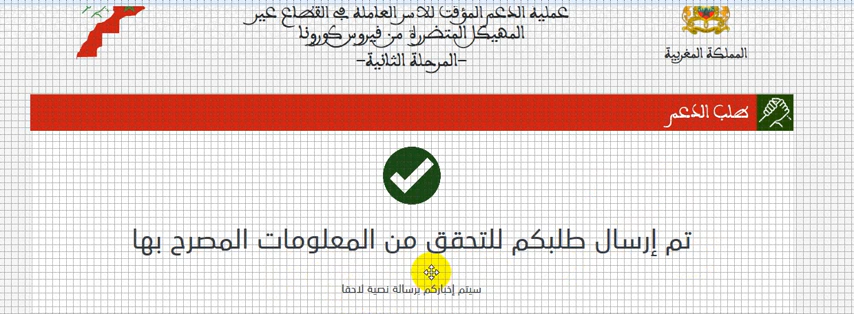 عملية الدعم المؤقت للأسر العاملة في القطاع غير
المهيكل المتضررة من فيروس كورونا
-المرحلة الثانية-
المملكة المغربية
طلب الدعم
تم إرسال طلبكم للتحقق من المعلومات المصرح بها
سيتم إخباركم برسالة نصية لاحقا